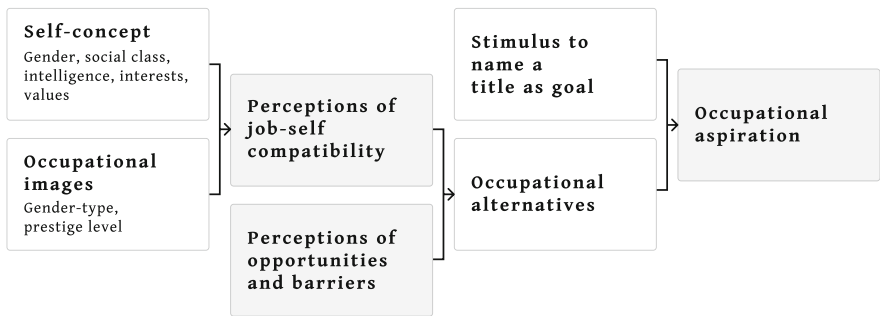 Self-concept
Gender, social class,
intelligence, interests,
values
Occupational
images
Gender-type,
prestige level
Perceptions of
job-self
compatibility
Perceptions of
opportunities
and barriers
Stimulus to
name a
title as goal
Occupational
alternatives
Occupational
aspiration